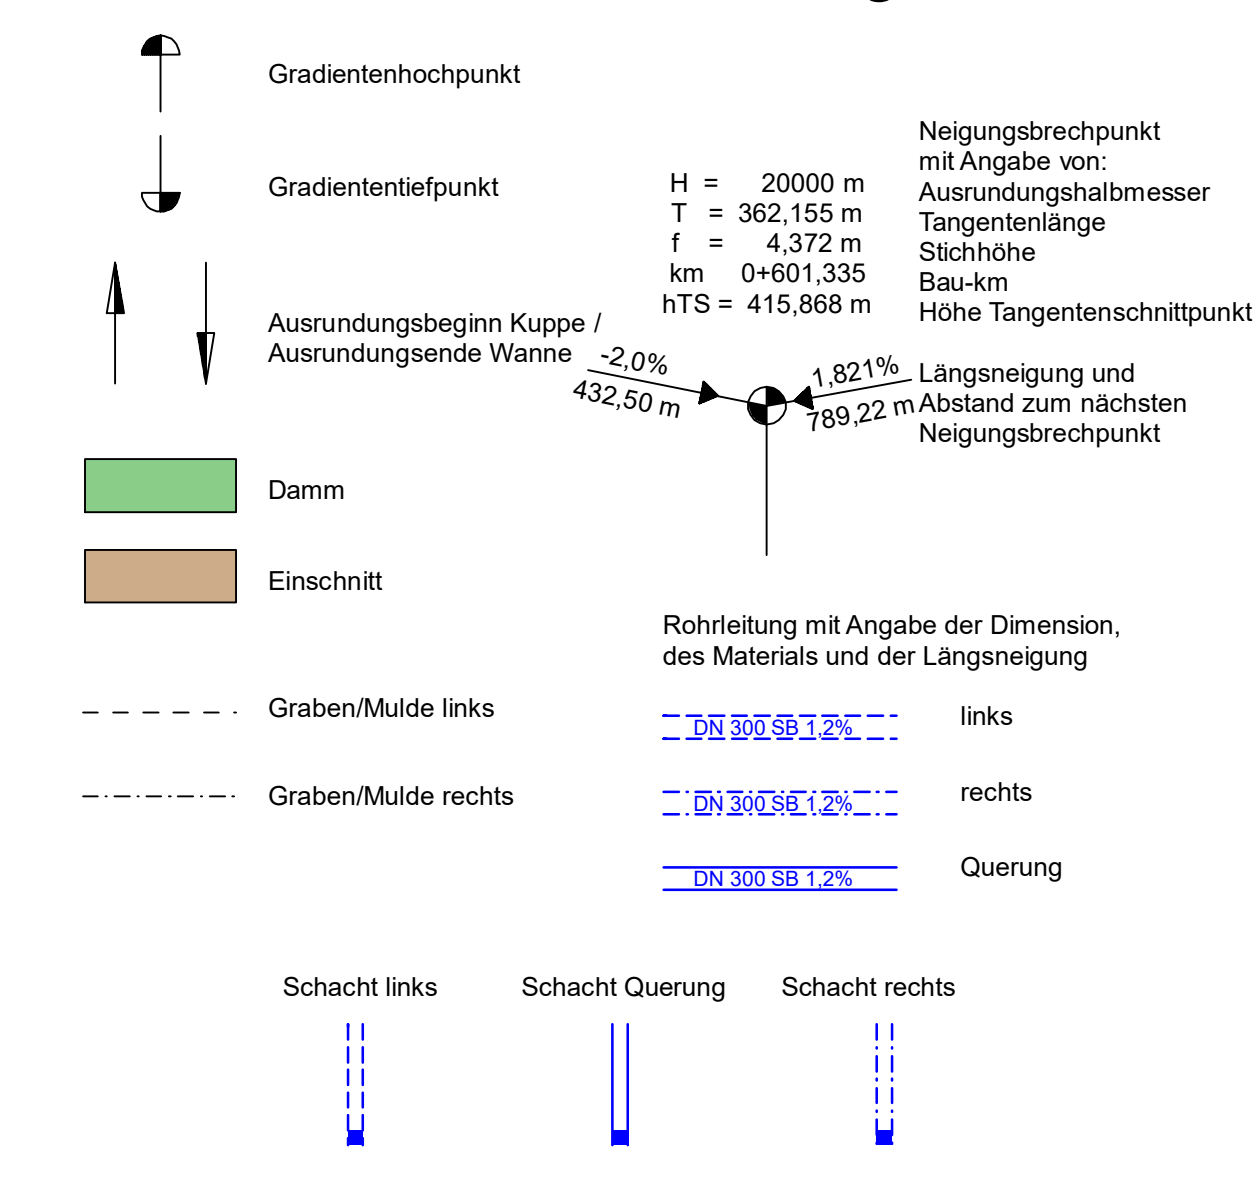 Gradientenhochpunkt
Gradiententiefpunkt
Ausrundungsbeginn Kuppe /
Ausrundungsende Wanne
Damm
Einschnitt
Graben/Mulde links
Graben/Mulde rechts
H = 20000 m
T = 362,155 m
f = 4,372 m
km 0+601,335
hTS = 415,868 m
Neigungsbrechpunkt
mit Angabe von:
Ausrundungshalbmesser
Tangentenlänge
Stichhöhe
Bau-km
Höhe Tangentenschnittpunkt
-2,0%
432,50 m
1,821%
789,22 m
Längsneigung und
Abstand zum nächsten
Neigungsbrechpunkt
Rohrleitung mit Angabe der Dimension,
des Materials und der Längsneigung
DN 300 SB 1,2%
links
DN 300 SB 1,2%
rechts
DN 300 SB 1,2%
Querung
Schacht links
Schacht Querung
Schacht rechts